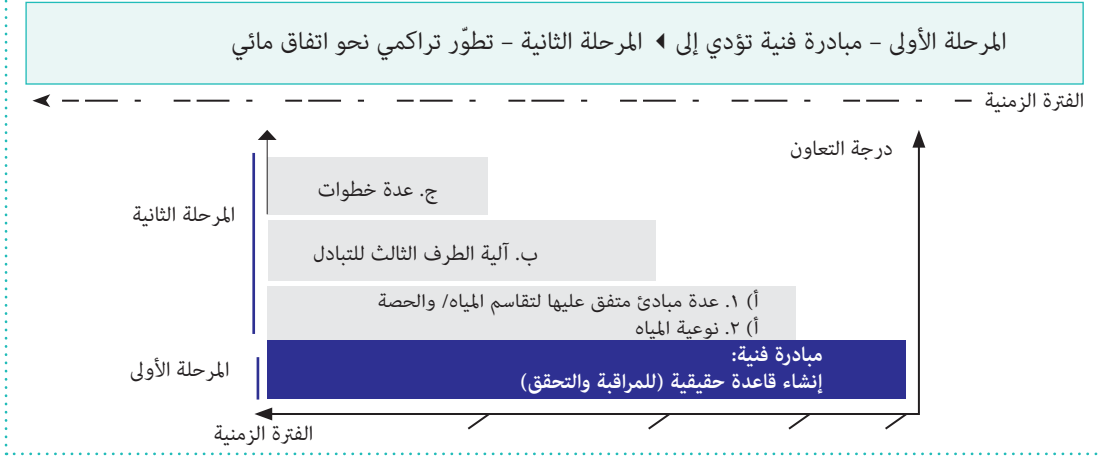 المرحلة الأولى – مبادرة فنية تؤدي إلى ◂ المرحلة الثانية – تطوّر تراكمي نحو اتفاق مائي
الفترة الزمنية
درجة التعاون
ج. عدة خطوات
المرحلة الثانية
ب. آلية الطرف الثالث للتبادل
أ) ١. عدة مبادئ متفق عليها لتقاسم المياه/ والحصة
أ) ٢. نوعية المياه
مبادرة فنية:
إنشاء قاعدة حقيقية (للمراقبة والتحقق)
المرحلة الأولى
الفترة الزمنية